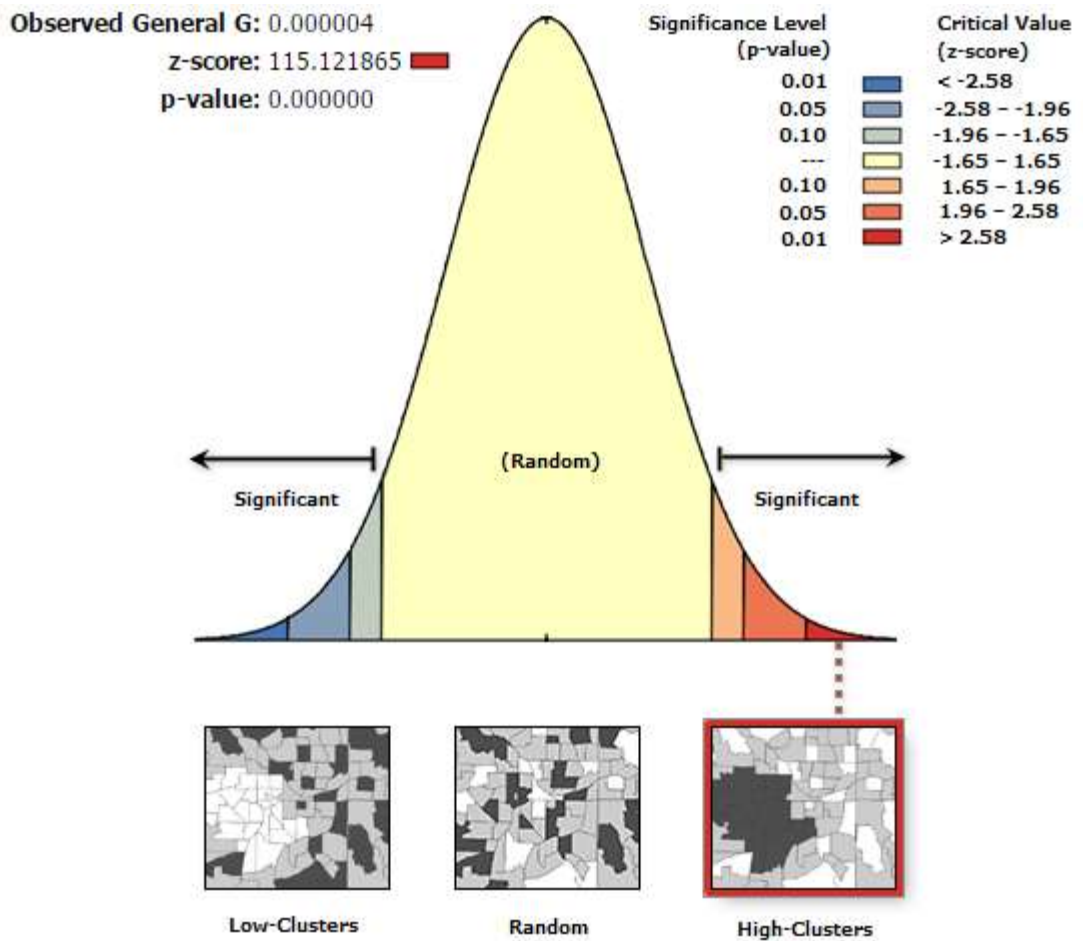 Observed General G: 0.000004
z-score: 115.121865
p-value: 0.000000
Significance Level Critical Value
(p-value) (z-score)
0.01 < -2.58
0.05 -2.58 – -1.96
0.10 -1.96 – -1.65
--- -1.65 – 1.65
0.10 1.65 – 1.96
0.05 1.96 – 2.58
0.01 > 2.58
(Random)
Significant Significant
Low-Clusters Random High-Clusters